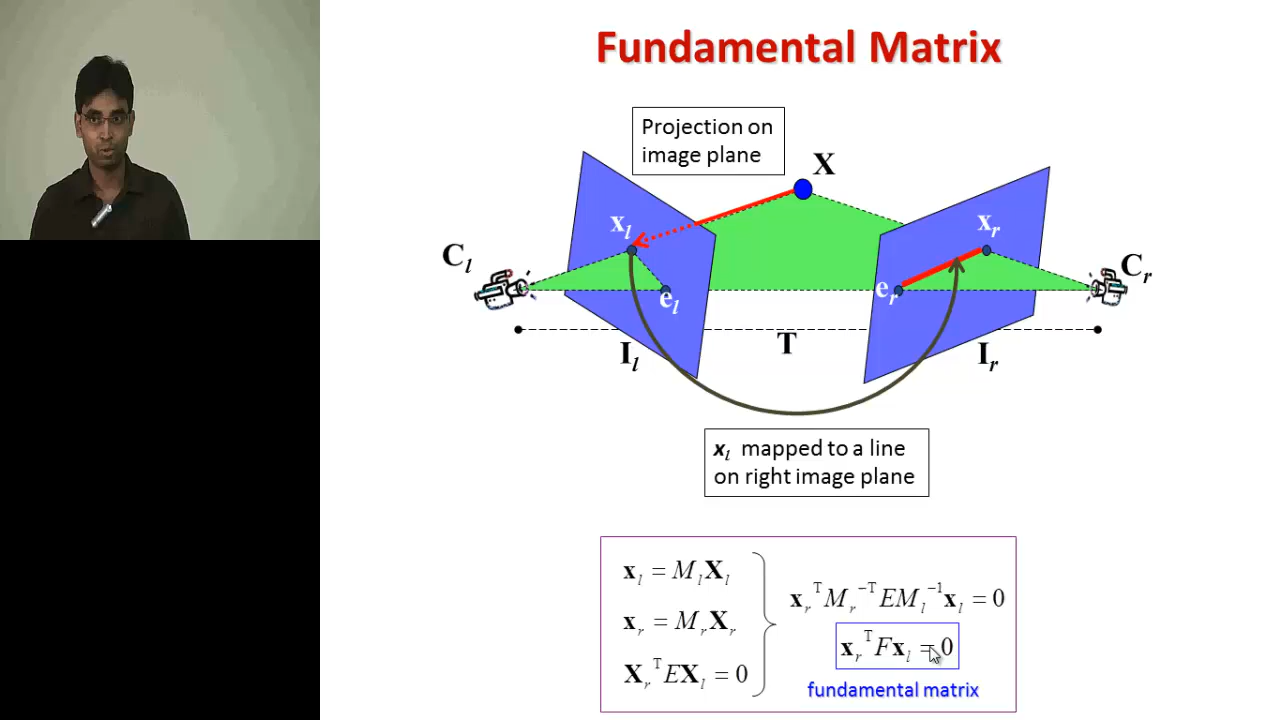 Fundamental Matrix
Projection on
image plane
X
x_l
x_r
C_l
C_r
e_l
e_r
T
I_l
I_r
x_l mapped to a line
on right image plane
x_l = M_l X_l
x_r = M_r X_r
X_r^T E X_l = 0
x_r^T M_r^{-T} E M_l^{-1} x_l = 0
x_r^T F x_l = 0
fundamental matrix